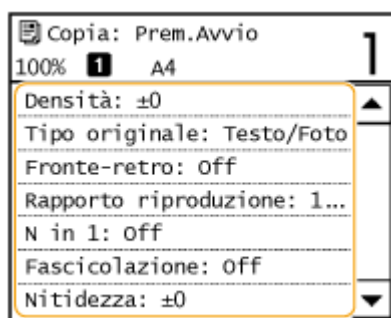 Copia: Prem.Avvio
100% 1 A4 1
Densità: ±0
Tipo originale: Testo/Foto
Fronte-retro: Off
Rapporto riproduzione: 1...
N in 1: Off
Fascicolazione: Off
Nitidezza: ±0